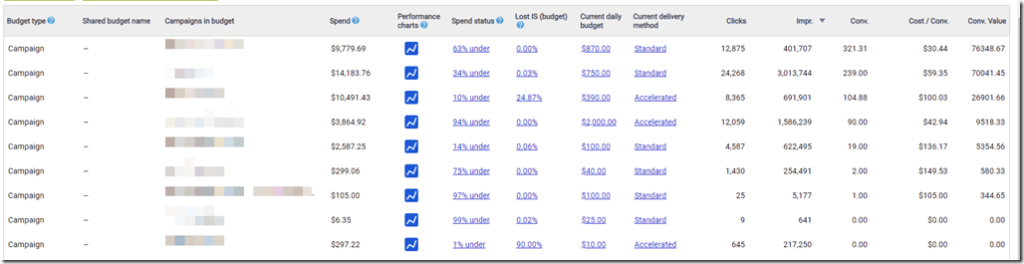 Budget type Shared budget name Campaigns in budget Spend Performance charts Spend status Lost IS (budget) Current daily budget Current delivery method Clicks Impr. Conv. Cost / Conv. Conv. Value
Campaign – $9,779.69 63% under 0.00% $870.00 Standard 12,875 401,707 321.31 $30.44 76348.67
Campaign – $14,183.76 34% under 0.03% $750.00 Standard 24,268 3,013,744 239.00 $59.35 70041.45
Campaign – $10,491.43 10% under 24.87% $390.00 Accelerated 8,365 691,901 104.88 $100.03 26901.66
Campaign – $3,864.92 94% under 0.00% $2,000.00 Accelerated 12,059 1,586,239 90.00 $42.94 9518.33
Campaign – $2,587.25 14% under 0.06% $100.00 Standard 4,587 622,495 19.00 $136.17 5354.56
Campaign – $299.06 75% under 0.00% $40.00 Standard 1,430 254,491 2.00 $149.53 580.33
Campaign – $105.00 97% under 0.00% $100.00 Standard 25 5,177 1.00 $105.00 344.65
Campaign – $6.35 99% under 0.02% $25.00 Standard 9 641 0.00 $0.00 0.00
Campaign – $297.22 1% under 90.00% $10.00 Accelerated 645 217,250 0.00 $0.00 0.00